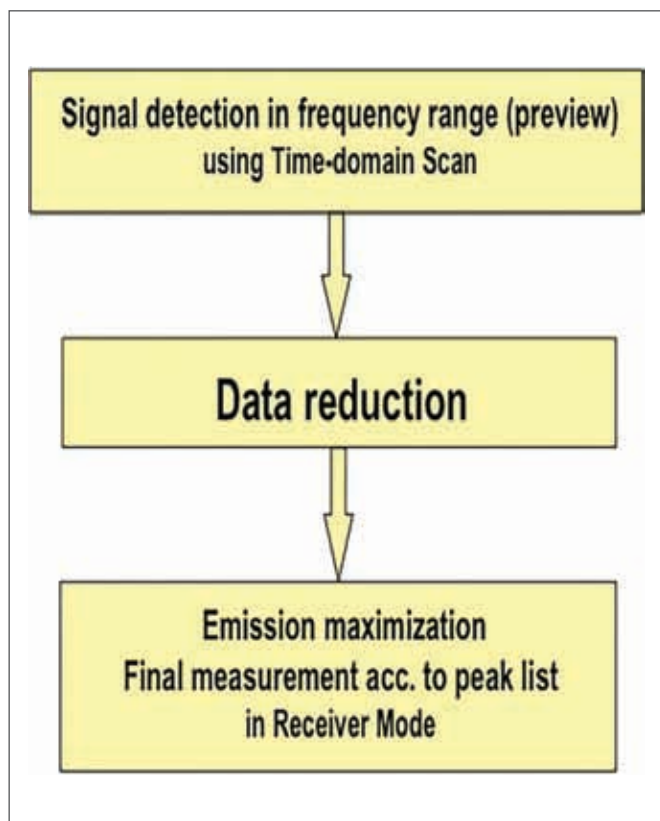 Signal detection in frequency range (preview)
using Time-domain Scan
Data reduction
Emission maximization
Final measurement acc. to peak list
in Receiver Mode